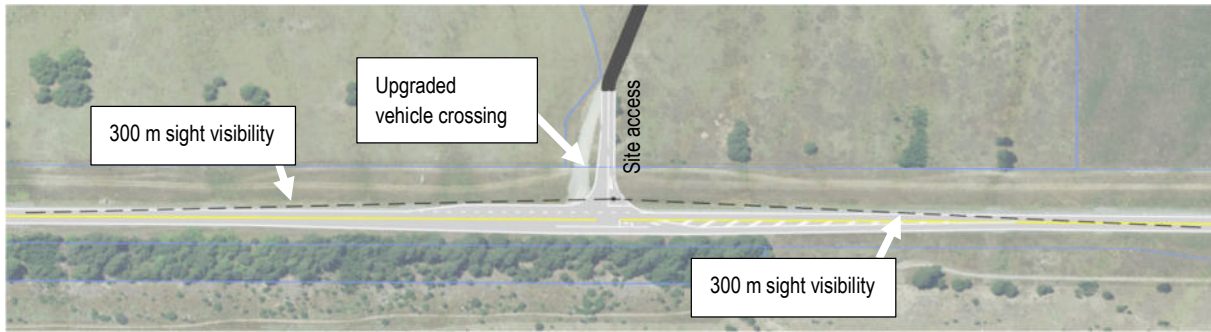 Upgraded
vehicle crossing
300 m sight visibility
Site access
300 m sight visibility